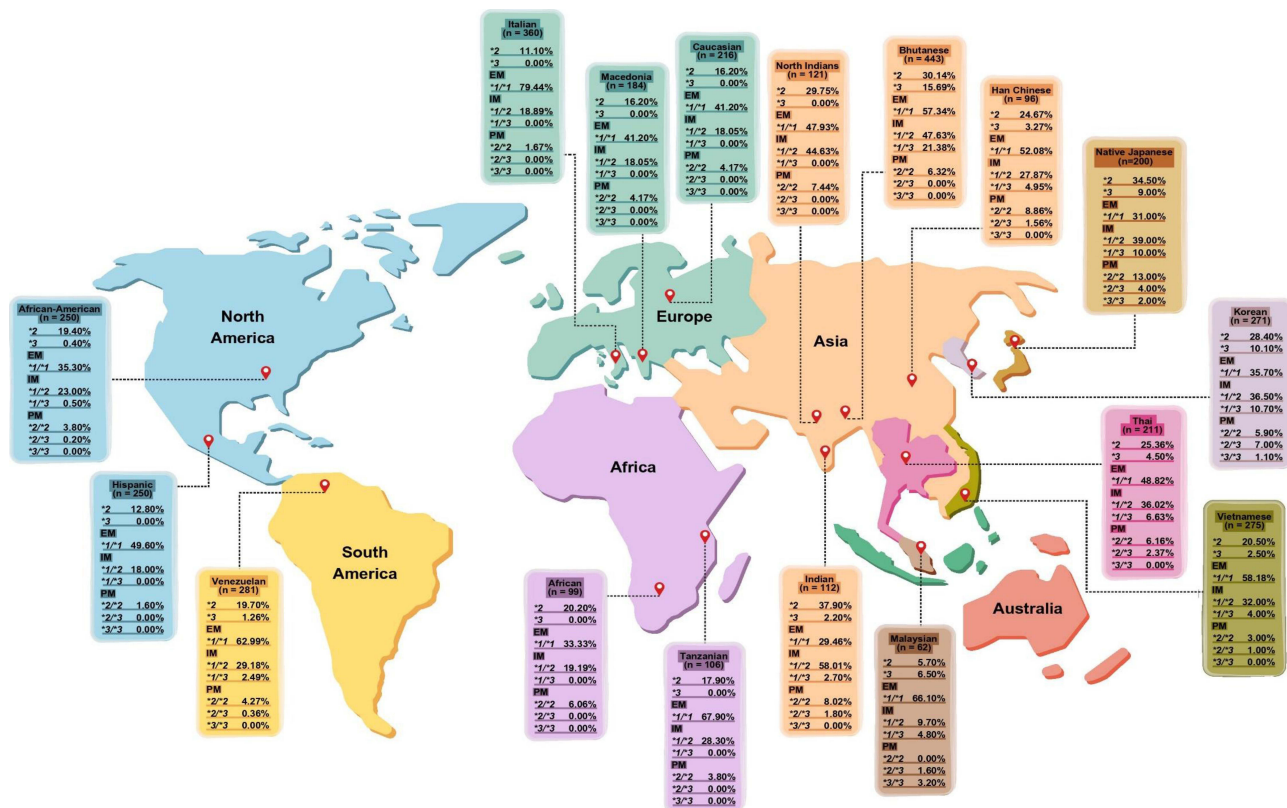 Italian
(n = 360)
*2 11.10%
*3 0.00%
EM
*1/*1 79.44%
IM
*1/*2 18.89%
*1/*3 0.00%
PM
*2/*2 1.67%
*2/*3 0.00%
*3/*3 0.00%
Macedonia
(n = 184)
*2 16.20%
*3 0.00%
EM
*1/*1 41.20%
IM
*1/*2 18.05%
*1/*3 0.00%
PM
*2/*2 4.17%
*2/*3 0.00%
*3/*3 0.00%
Caucasian
(n = 216)
*2 16.20%
*3 0.00%
EM
*1/*1 41.20%
IM
*1/*2 18.05%
*1/*3 0.00%
PM
*2/*2 4.17%
*2/*3 0.00%
*3/*3 0.00%
North Indians
(n = 121)
*2 29.75%
*3 0.00%
EM
*1/*1 47.93%
IM
*1/*2 44.63%
*1/*3 0.00%
PM
*2/*2 7.44%
*2/*3 0.00%
*3/*3 0.00%
Bhutanese
(n = 443)
*2 30.14%
*3 15.69%
EM
*1/*1 57.34%
IM
*1/*2 47.63%
*1/*3 21.38%
PM
*2/*2 6.32%
*2/*3 0.00%
*3/*3 0.00%
Han Chinese
(n = 96)
*2 24.67%
*3 3.27%
EM
*1/*1 52.08%
IM
*1/*2 27.87%
*1/*3 4.95%
PM
*2/*2 8.86%
*2/*3 1.56%
*3/*3 0.00%
Native Japanese
(n=200)
*2 34.50%
*3 9.00%
EM
*1/*1 31.00%
IM
*1/*2 39.00%
*1/*3 10.00%
PM
*2/*2 13.00%
*2/*3 4.00%
*3/*3 2.00%
North
America
Europe
Asia
African-American
(n = 250)
*2 19.40%
*3 0.40%
EM
*1/*1 35.30%
IM
*1/*2 23.00%
*1/*3 0.50%
PM
*2/*2 3.80%
*2/*3 0.20%
*3/*3 0.00%
Korean
(n = 271)
*2 28.40%
*3 10.10%
EM
*1/*1 35.70%
IM
*1/*2 36.50%
*1/*3 10.70%
PM
*2/*2 5.90%
*2/*3 7.00%
*3/*3 1.10%
Thai
(n = 211)
*2 25.36%
*3 4.50%
EM
*1/*1 48.82%
IM
*1/*2 36.02%
*1/*3 6.63%
PM
*2/*2 6.16%
*2/*3 2.37%
*3/*3 0.00%
Africa
Hispanic
(n = 250)
*2 12.80%
*3 0.00%
EM
*1/*1 49.60%
IM
*1/*2 18.00%
*1/*3 0.00%
PM
*2/*2 1.60%
*2/*3 0.00%
*3/*3 0.00%
Vietnamese
(n = 275)
*2 20.50%
*3 2.50%
EM
*1/*1 58.18%
IM
*1/*2 32.00%
*1/*3 4.00%
PM
*2/*2 3.00%
*2/*3 1.00%
*3/*3 0.00%
South
America
Australia
Venezuelan
(n = 281)
*2 19.70%
*3 1.26%
EM
*1/*1 62.99%
IM
*1/*2 29.18%
*1/*3 2.49%
PM
*2/*2 4.27%
*2/*3 0.36%
*3/*3 0.00%
African
(n = 99)
*2 20.20%
*3 0.00%
EM
*1/*1 33.33%
IM
*1/*2 19.19%
*1/*3 0.00%
PM
*2/*2 6.06%
*2/*3 0.00%
*3/*3 0.00%
Tanzanian
(n = 106)
*2 17.90%
*3 0.00%
EM
*1/*1 67.90%
IM
*1/*2 28.30%
*1/*3 0.00%
PM
*2/*2 3.80%
*2/*3 0.00%
*3/*3 0.00%
Indian
(n = 112)
*2 37.90%
*3 2.20%
EM
*1/*1 29.46%
IM
*1/*2 58.01%
*1/*3 2.70%
PM
*2/*2 8.02%
*2/*3 1.80%
*3/*3 0.00%
Malaysian
(n = 62)
*2 5.70%
*3 6.50%
EM
*1/*1 66.10%
IM
*1/*2 9.70%
*1/*3 4.80%
PM
*2/*2 0.00%
*2/*3 1.60%
*3/*3 3.20%